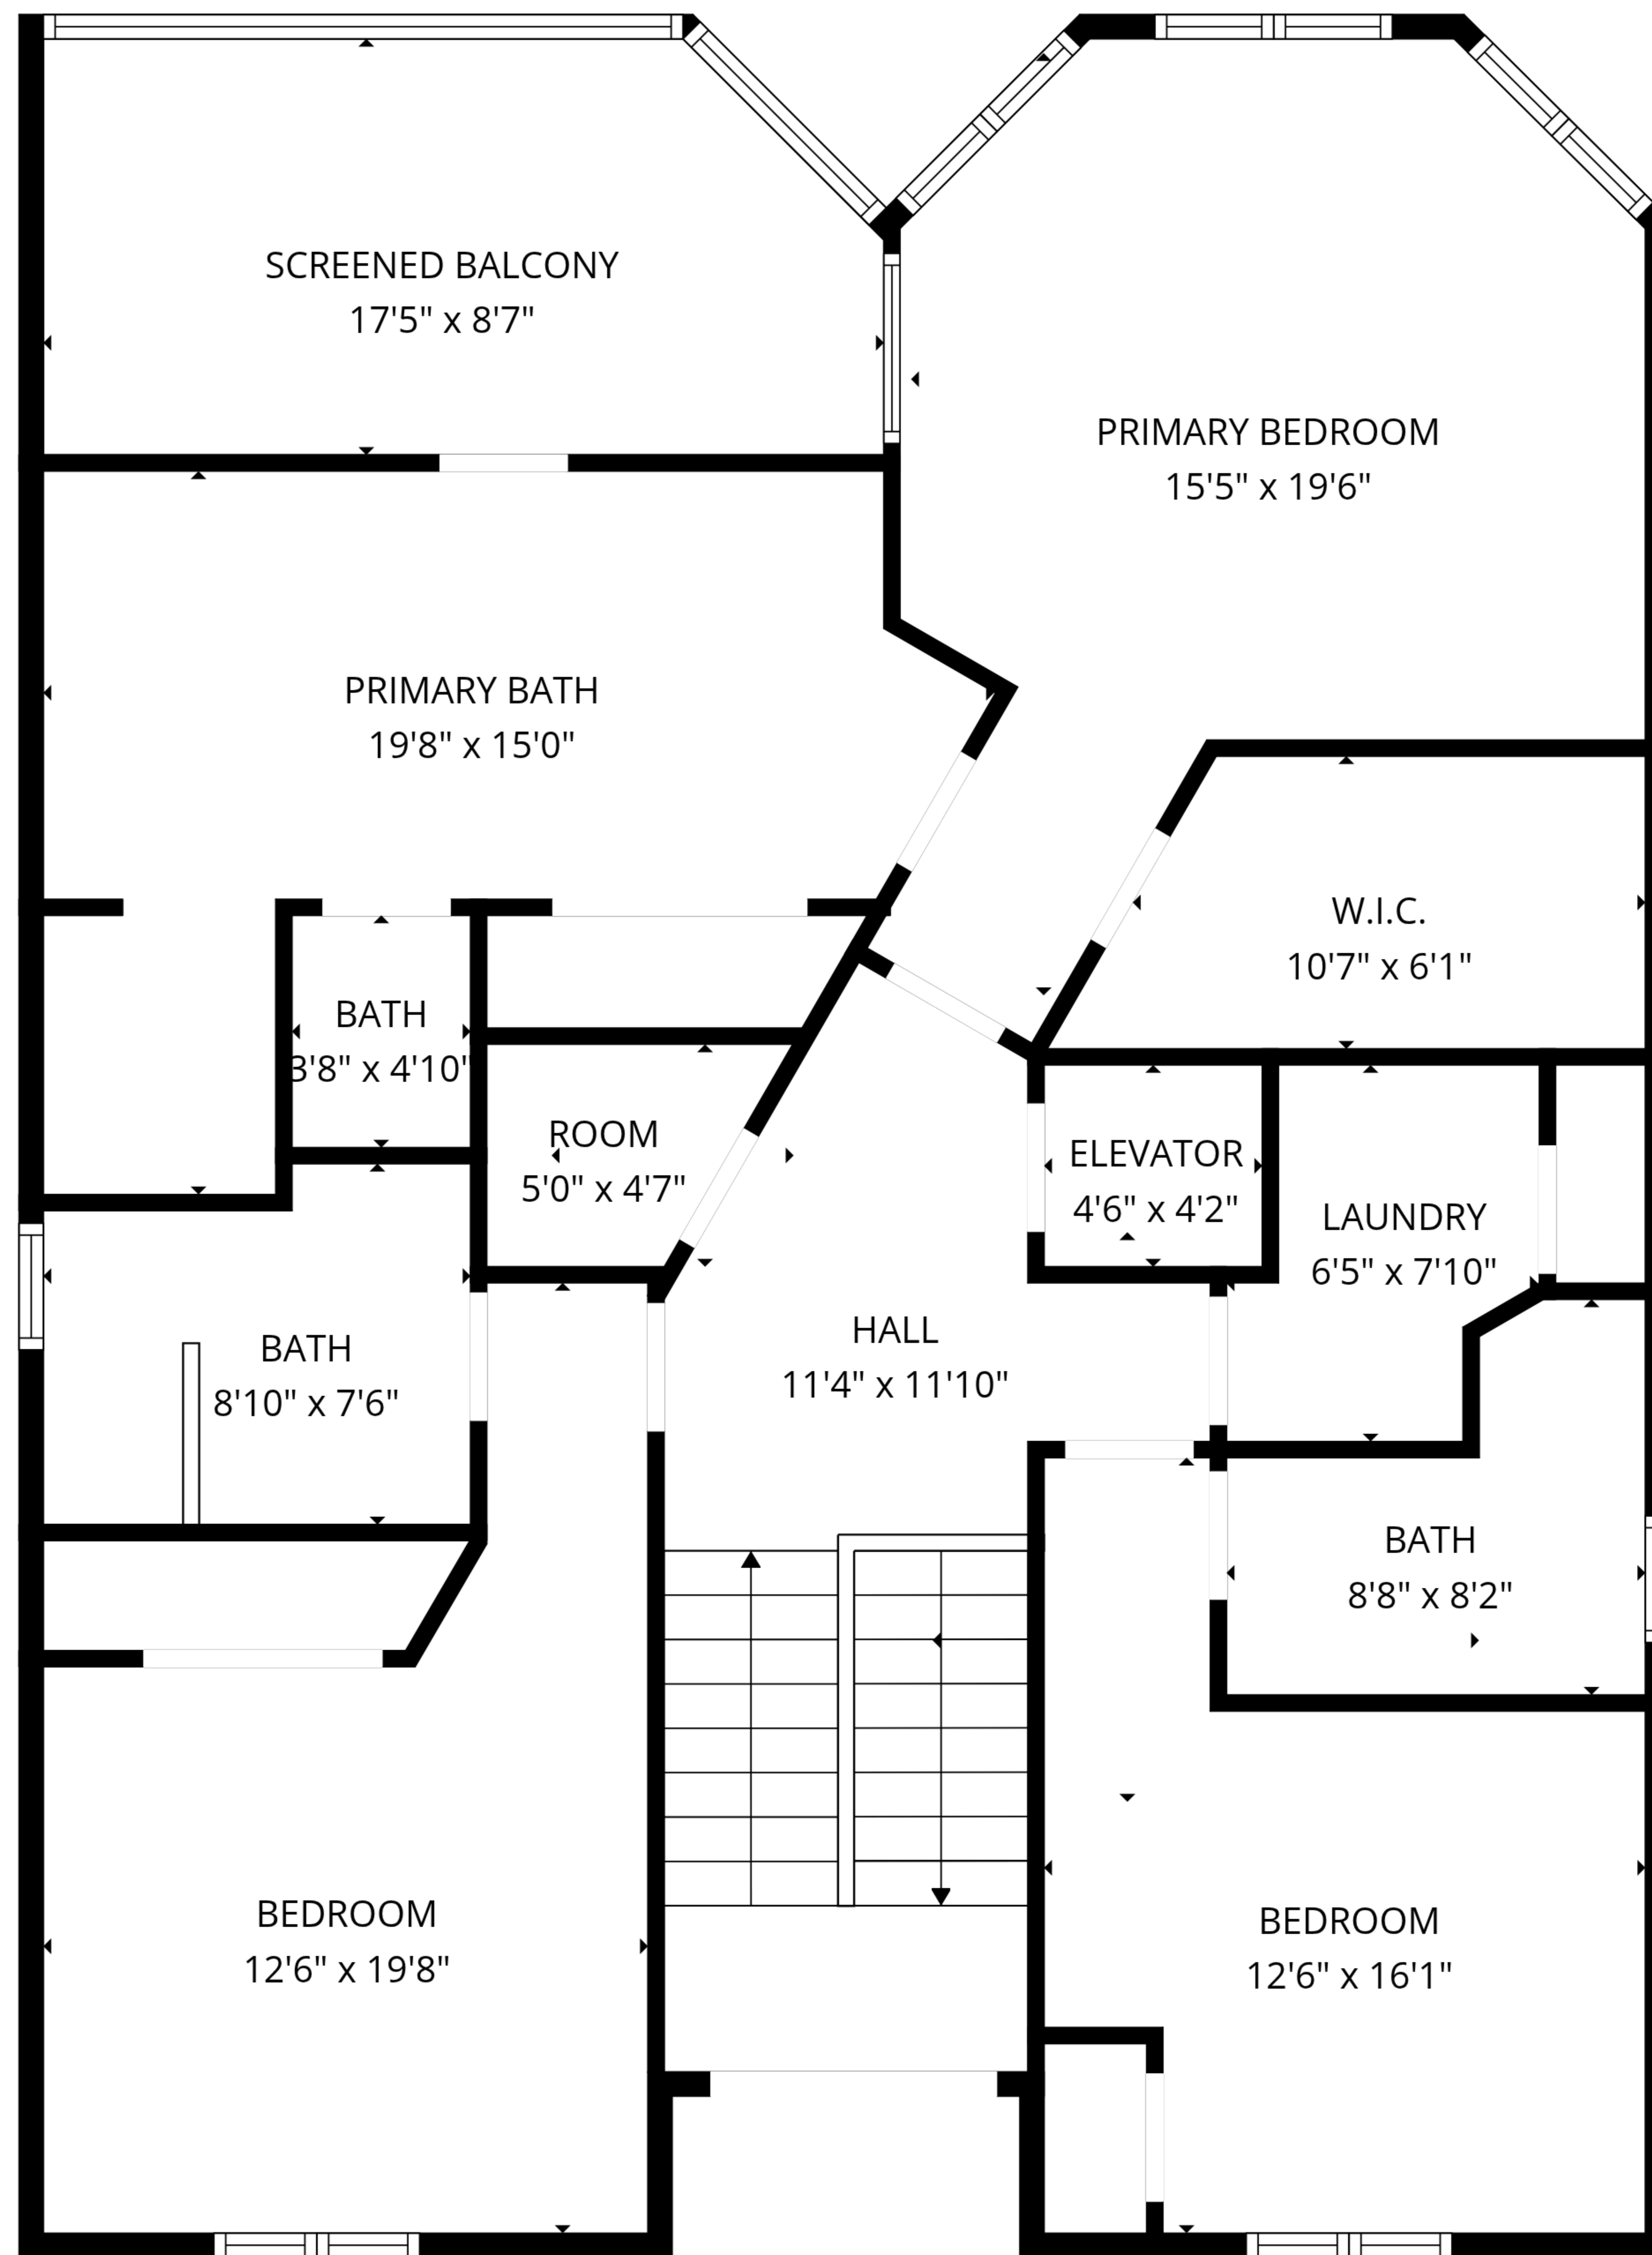 SCREENED BALCONY
17'5" x 8'7"
PRIMARY BEDROOM
15'5" x 19'6"
PRIMARY BATH
19'8" x 15'0"
W.I.C.
10'7" x 6'1"
BATH
3'8" x 4'10"
ROOM
5'0" x 4'7"
ELEVATOR
4'6" x 4'2"
LAUNDRY
6'5" x 7'10"
HALL
11'4" x 11'10"
BATH
8'10" x 7'6"
BATH
8'8" x 8'2"
BEDROOM
12'6" x 19'8"
BEDROOM
12'6" x 16'1"